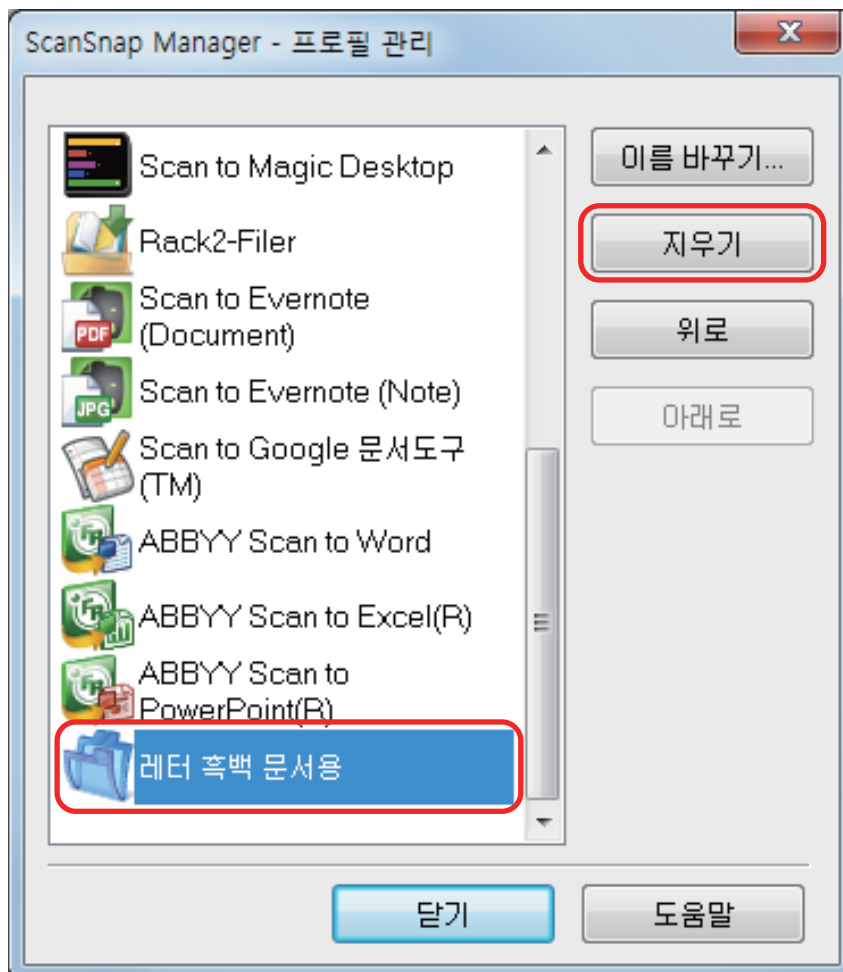 ScanSnap Manager - 프로필 관리
Scan to Magic Desktop
Rack2-Filer
Scan to Evernote
(Document)
PDF
Scan to Evernote (Note)
JPG
Scan to Google 문서도구
(TM)
ABBYY Scan to Word
ABBYY Scan to Excel(R)
ABBYY Scan to
PowerPoint(R)
레터 흑백 문서용
이름 바꾸기...
지우기
위로
아래로
닫기
도움말